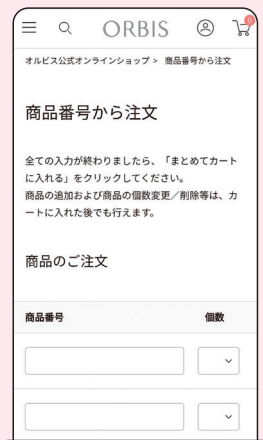 ORBIS
0
オルビス公式オンラインショップ > 商品番号から注文
商品番号から注文
全ての入力が終わりましたら、「まとめてカート
に入れる」をクリックしてください。
商品の追加および商品の個数変更／削除等は、カ
ートに入れた後でも行えます。
商品のご注文
商品番号 個数